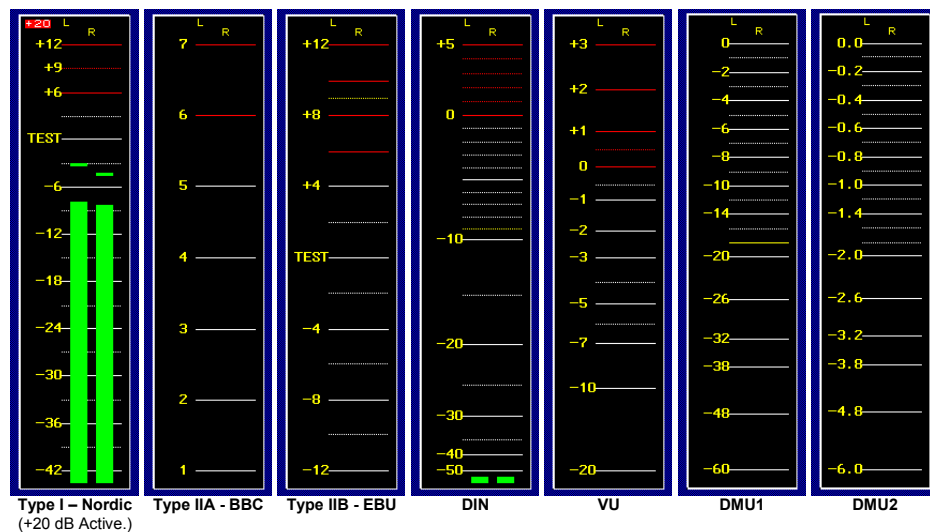 +20 L
R
+12
+9
+6
TEST
−6
−12
−18
−24
−30
−36
−42
Type I – Nordic
(+20 dB Active.)
L
R
7
6
5
4
3
2
1
Type IIA - BBC
L
R
+12
+8
+4
TEST
−4
−8
−12
Type IIB - EBU
L
R
+5
0
−10
−20
−30
−40
−50
DIN
L
R
+3
+2
+1
0
−1
−2
−3
−5
−7
−10
−20
VU
L
R
0
−2
−4
−6
−8
−10
−14
−20
−26
−32
−38
−48
−60
DMU1
L
R
0.0
−0.2
−0.4
−0.6
−0.8
−1.0
−1.4
−2.0
−2.6
−3.2
−3.8
−4.8
−6.0
DMU2